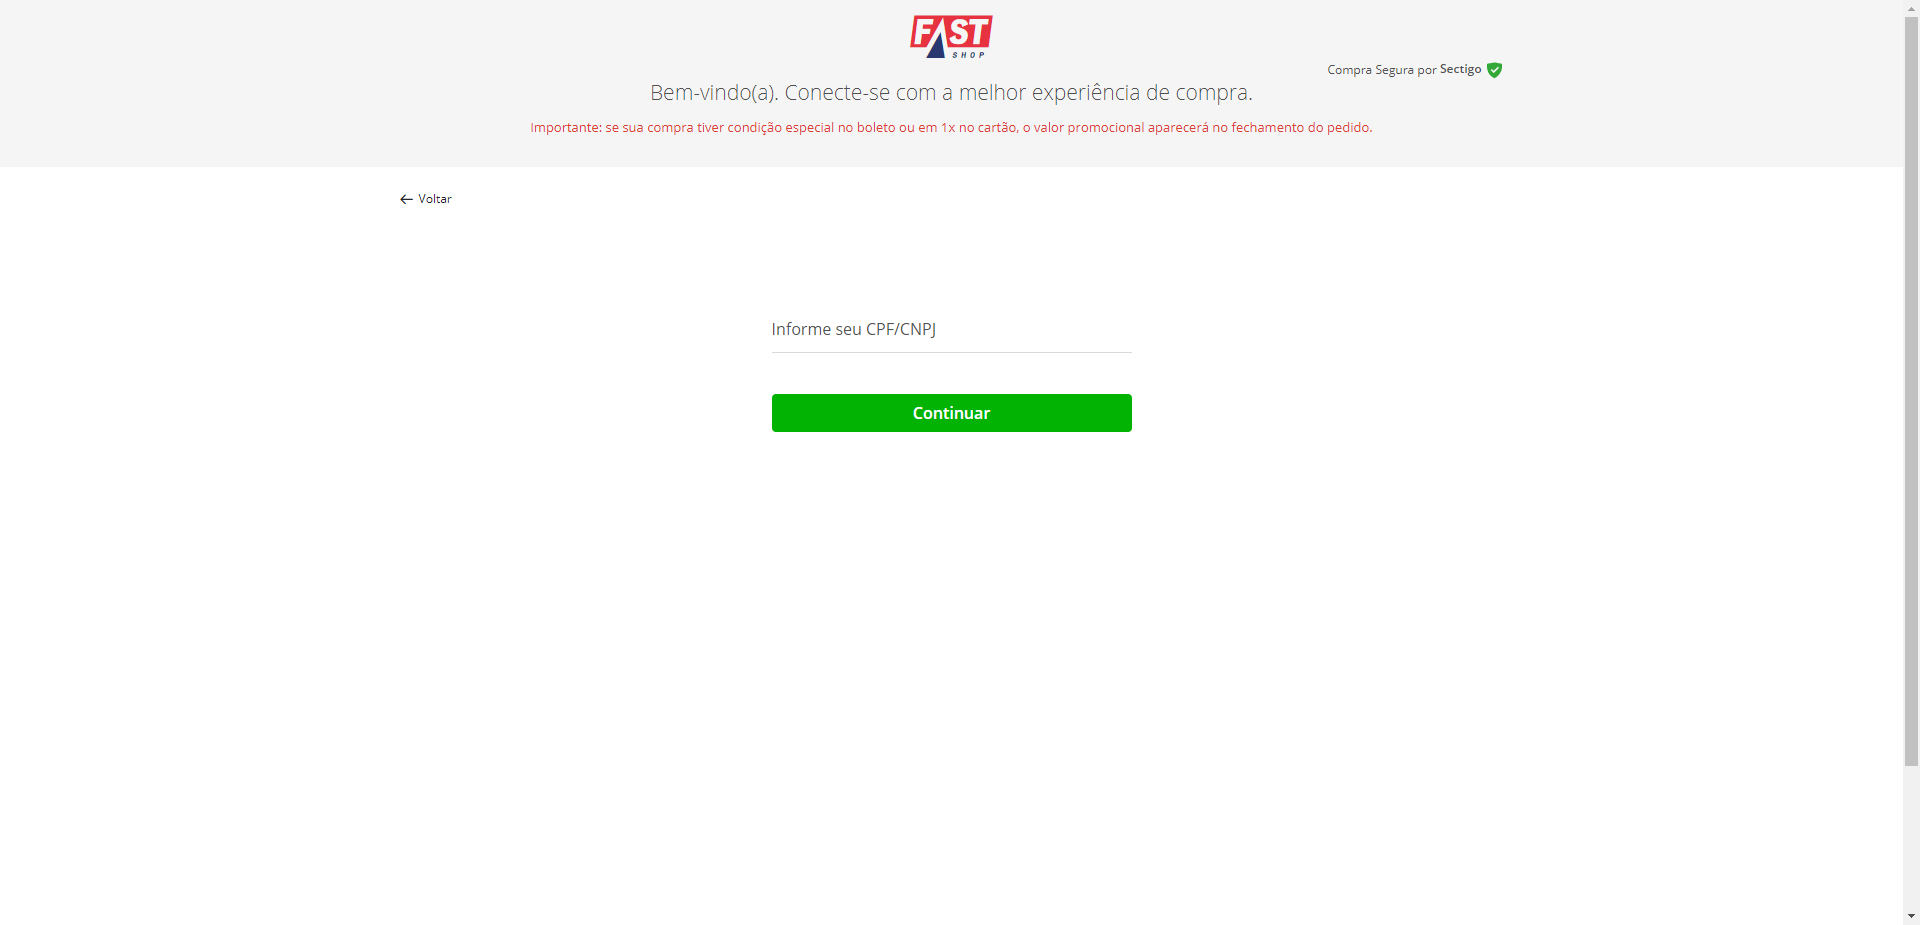 FAST
SHOP
Compra Segura por Sectigo
Bem-vindo(a). Conecte-se com a melhor experiência de compra.
Importante: se sua compra tiver condição especial no boleto ou em 1x no cartão, o valor promocional aparecerá no fechamento do pedido.
Voltar
Informe seu CPF/CNPJ
Continuar